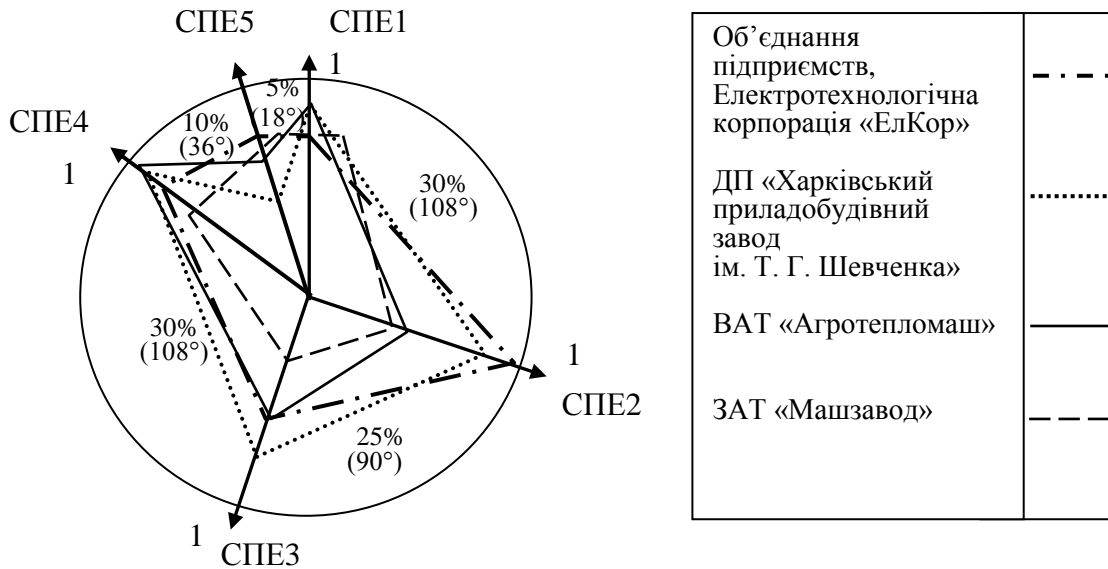 СПЕ5
СПЕ1
1
5%
(18°)
10%
(36°)
СПЕ4
1
30%
(108°)
30%
(108°)
1
СПЕ2
25%
(90°)
1
СПЕ3
Об’єднання
підприємств,
Електротехнологічна
корпорація «ЕлКор»
ДП «Харківський
приладобудівний
завод
ім. Т. Г. Шевченка»
ВАТ «Агротепломаш»
ЗАТ «Машзавод»